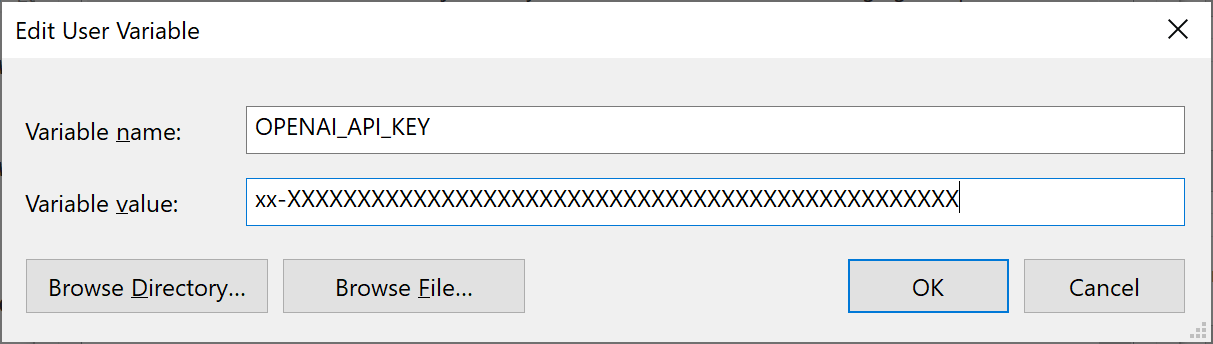 Edit User Variable
Variable name: OPENAI_API_KEY
Variable value: xx-XXXXXXXXXXXXXXXXXXXXXXXXXXXXXXXXXXXXXXXXXXXXXXXX
Browse Directory... Browse File... OK Cancel